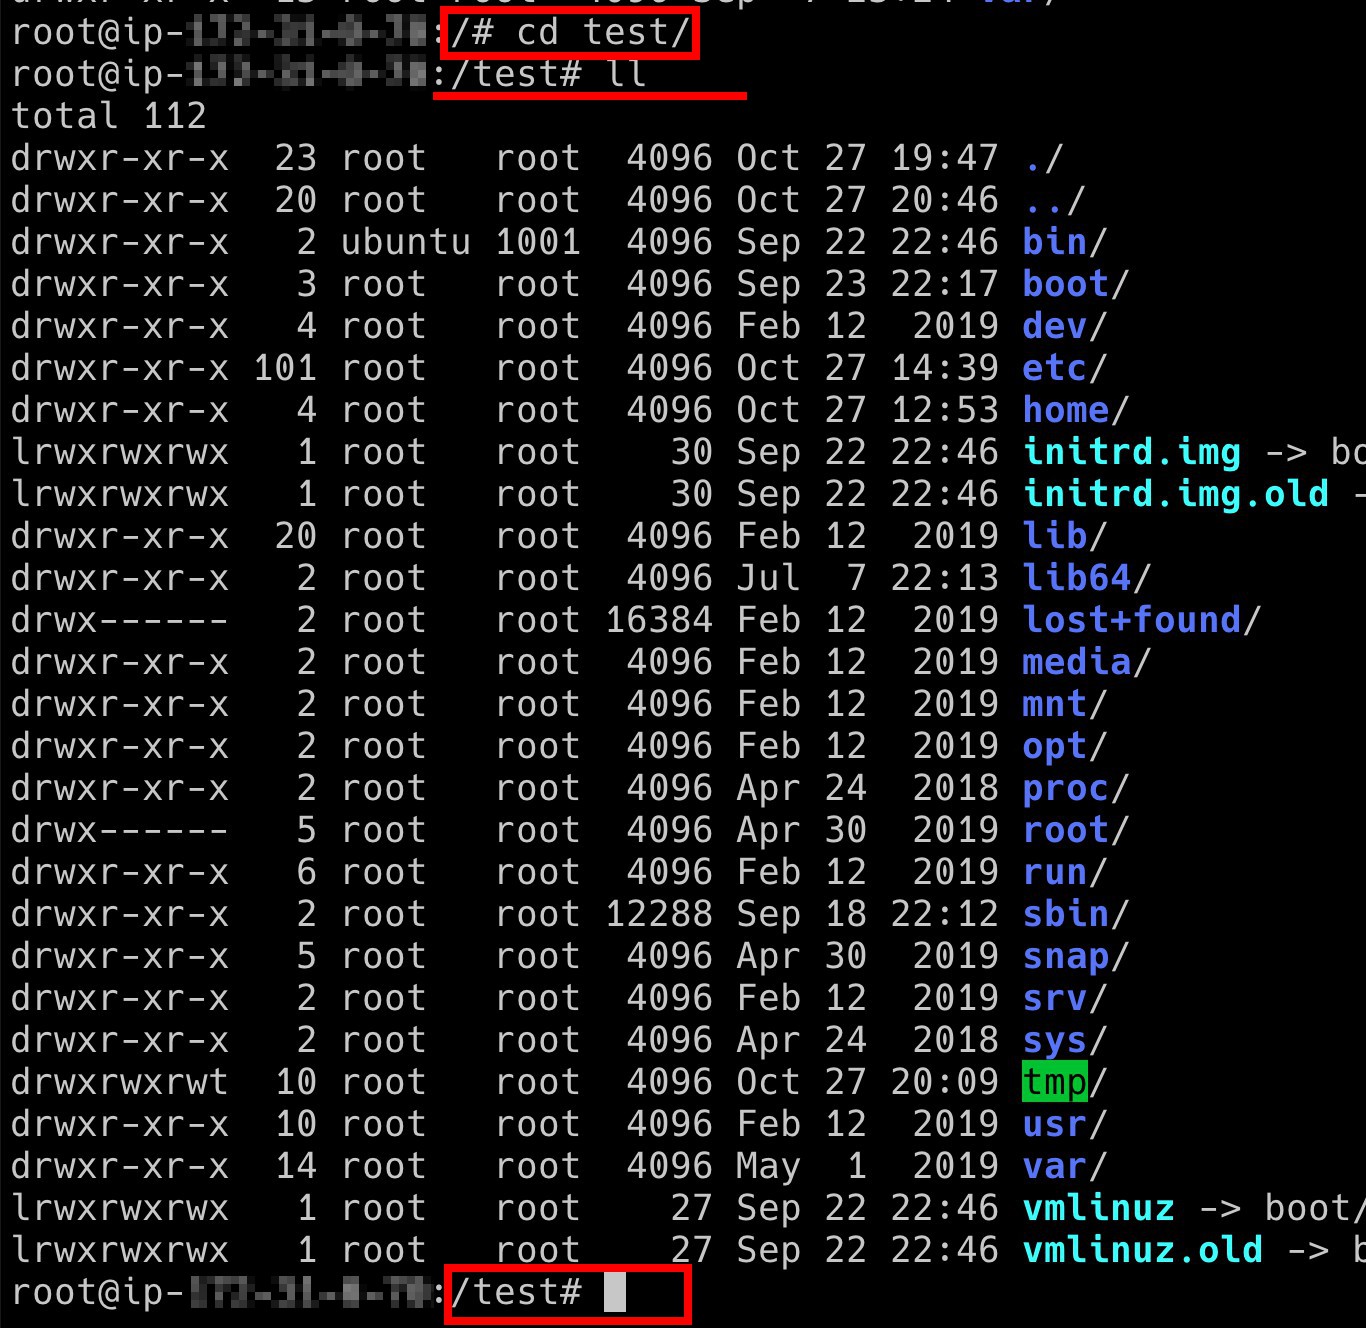 root@ip-:/# cd test/
root@ip-:/test# ll
total 112
drwxr-xr-x  23 root   root  4096 Oct 27 19:47 ./
drwxr-xr-x  20 root   root  4096 Oct 27 20:46 ../
drwxr-xr-x   2 ubuntu 1001  4096 Sep 22 22:46 bin/
drwxr-xr-x   3 root   root  4096 Sep 23 22:17 boot/
drwxr-xr-x   4 root   root  4096 Feb 12  2019 dev/
drwxr-xr-x 101 root   root  4096 Oct 27 14:39 etc/
drwxr-xr-x   4 root   root  4096 Oct 27 12:53 home/
lrwxrwxrwx   1 root   root    30 Sep 22 22:46 initrd.img -> bo
lrwxrwxrwx   1 root   root    30 Sep 22 22:46 initrd.img.old -
drwxr-xr-x  20 root   root  4096 Feb 12  2019 lib/
drwxr-xr-x   2 root   root  4096 Jul  7 22:13 lib64/
drwx------   2 root   root 16384 Feb 12  2019 lost+found/
drwxr-xr-x   2 root   root  4096 Feb 12  2019 media/
drwxr-xr-x   2 root   root  4096 Feb 12  2019 mnt/
drwxr-xr-x   2 root   root  4096 Feb 12  2019 opt/
drwxr-xr-x   2 root   root  4096 Apr 24  2018 proc/
drwx------   5 root   root  4096 Apr 30  2019 root/
drwxr-xr-x   6 root   root  4096 Feb 12  2019 run/
drwxr-xr-x   2 root   root 12288 Sep 18 22:12 sbin/
drwxr-xr-x   5 root   root  4096 Apr 30  2019 snap/
drwxr-xr-x   2 root   root  4096 Feb 12  2019 srv/
drwxr-xr-x   2 root   root  4096 Apr 24  2018 sys/
drwxrwxrwt  10 root   root  4096 Oct 27 20:09 tmp/
drwxr-xr-x  10 root   root  4096 Feb 12  2019 usr/
drwxr-xr-x  14 root   root  4096 May  1  2019 var/
lrwxrwxrwx   1 root   root    27 Sep 22 22:46 vmlinuz -> boot/
lrwxrwxrwx   1 root   root    27 Sep 22 22:46 vmlinuz.old -> b
root@ip-:/test#